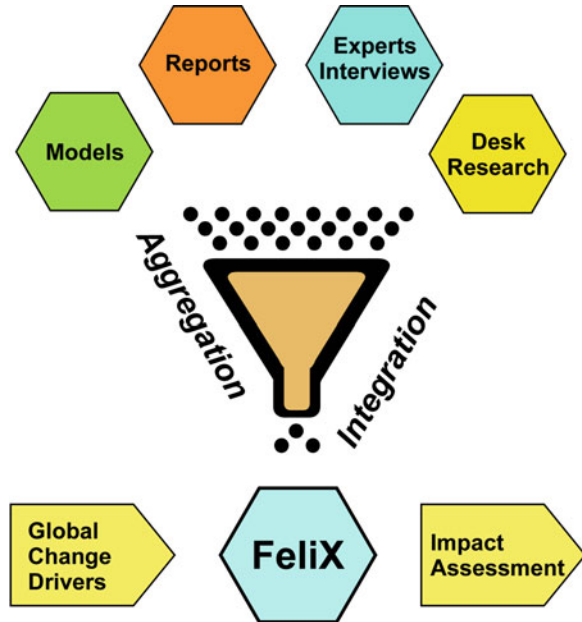 Reports
Experts
Interviews
Models
Desk
Research
Aggregation
Integration
Global
Change
Drivers
FeliX
Impact
Assessment